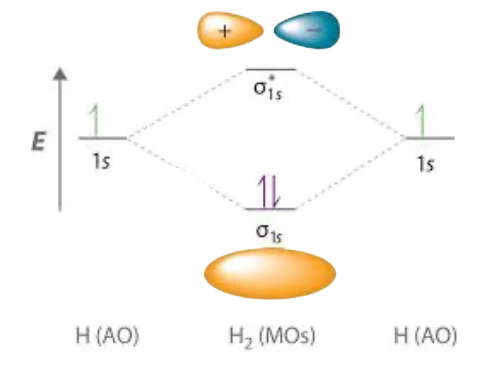 + −
σ*1s
E
1s 1s
σ1s
H (AO) H2 (MOs) H (AO)